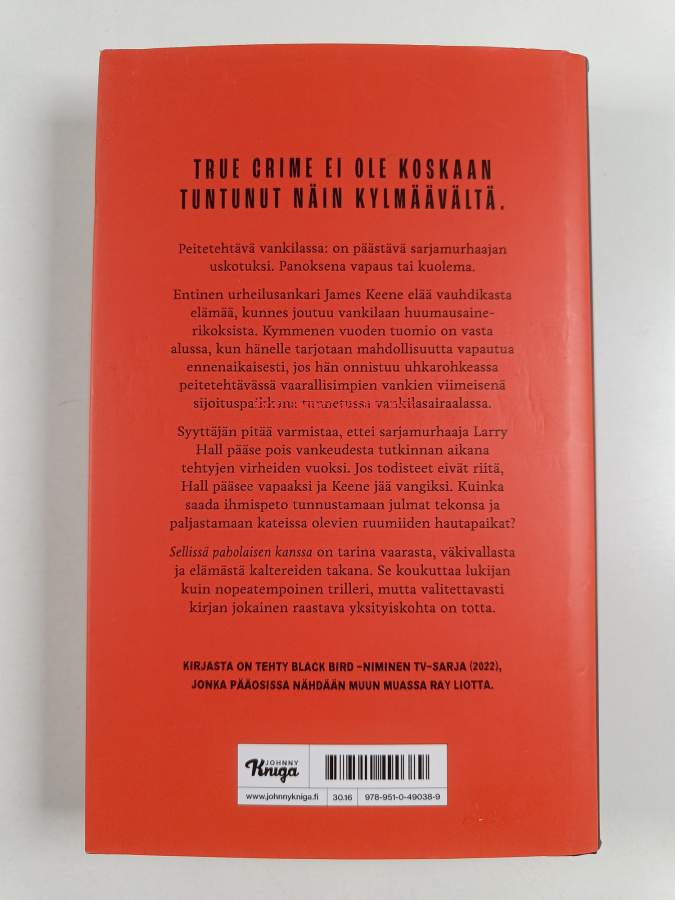 TRUE CRIME EI OLE KOSKAAN
TUNTUNUT NÄIN KYLMÄÄVÄLTÄ.
Peitetehtävä vankilassa: on päästävä sarjamurhaajan
uskotuksi. Panoksena vapaus tai kuolema.
Entinen urheilusankari James Keene elää vauhdikasta
elämää, kunnes joutuu vankilaan huumausaine-
rikoksista. Kymmenen vuoden tuomio on vasta
alussa, kun hänelle tarjotaan mahdollisuutta vapautua
ennenaikaisesti, jos hän onnistuu uhkarohkeassa
peitetehtävässä vaarallisimpien vankien viimeisenä
sijoituspaikkana tunnetussa vankilasairaalassa.
Syyttäjän pitää varmistaa, ettei sarjamurhaaja Larry
Hall pääse pois vankeudesta tutkinnan aikana
tehtyjen virheiden vuoksi. Jos todisteet eivät riitä,
Hall pääsee vapaaksi ja Keene jää vangiksi. Kuinka
saada ihmispeto tunnustamaan julmat tekonsa ja
paljastamaan kateissa olevien ruumiiden hautapaikat?
Sellissä paholaisen kanssa on tarina vaarasta, väkivallasta
ja elämästä kaltereiden takana. Se koukuttaa lukijan
kuin nopeatempoinen trilleri, mutta valitettavasti
kirjan jokainen raastava yksityiskohta on totta.
KIRJASTA ON TEHTY BLACK BIRD -NIMINEN TV-SARJA (2022),
JONKA PÄÄOSISSA NÄHDÄÄN MUUN MUASSA RAY LIOTTA.
JOHNNY
Kniga
www.johnnykniga.fi 30.16 978-951-0-49038-9